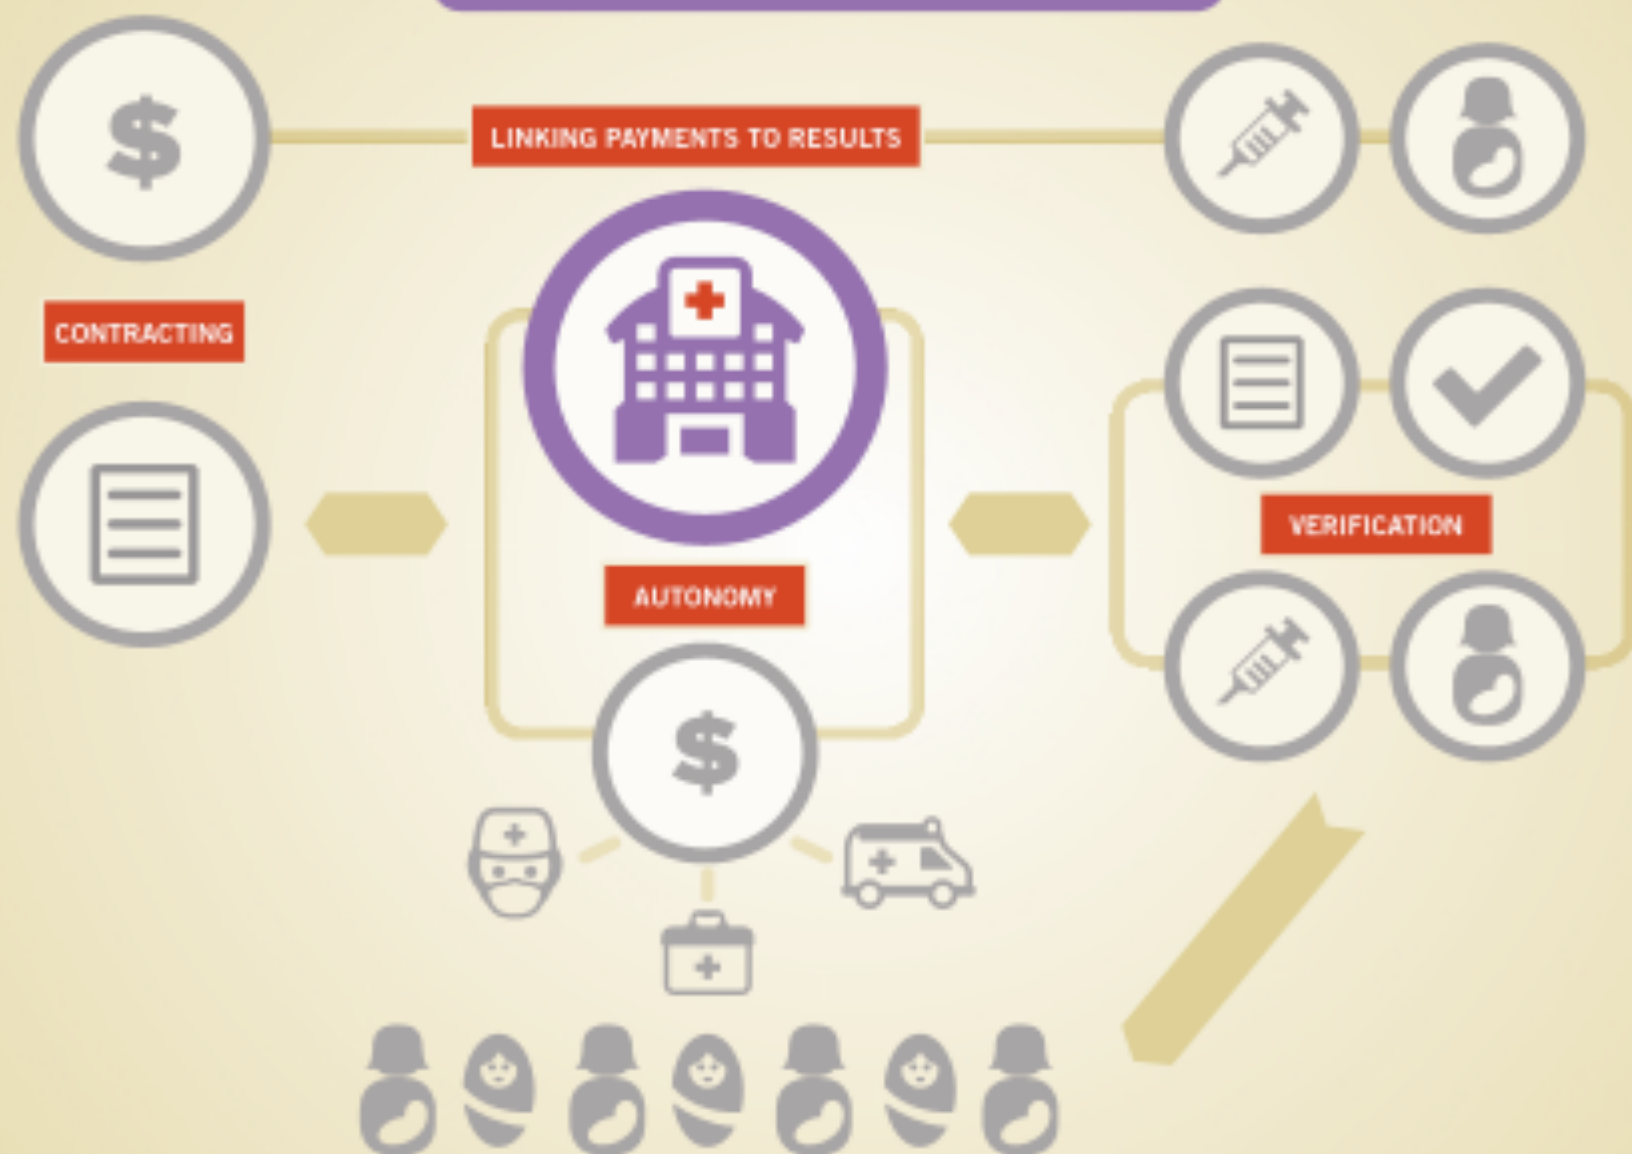 $
LINKING PAYMENTS TO RESULTS
CONTRACTING
AUTONOMY
VERIFICATION
$